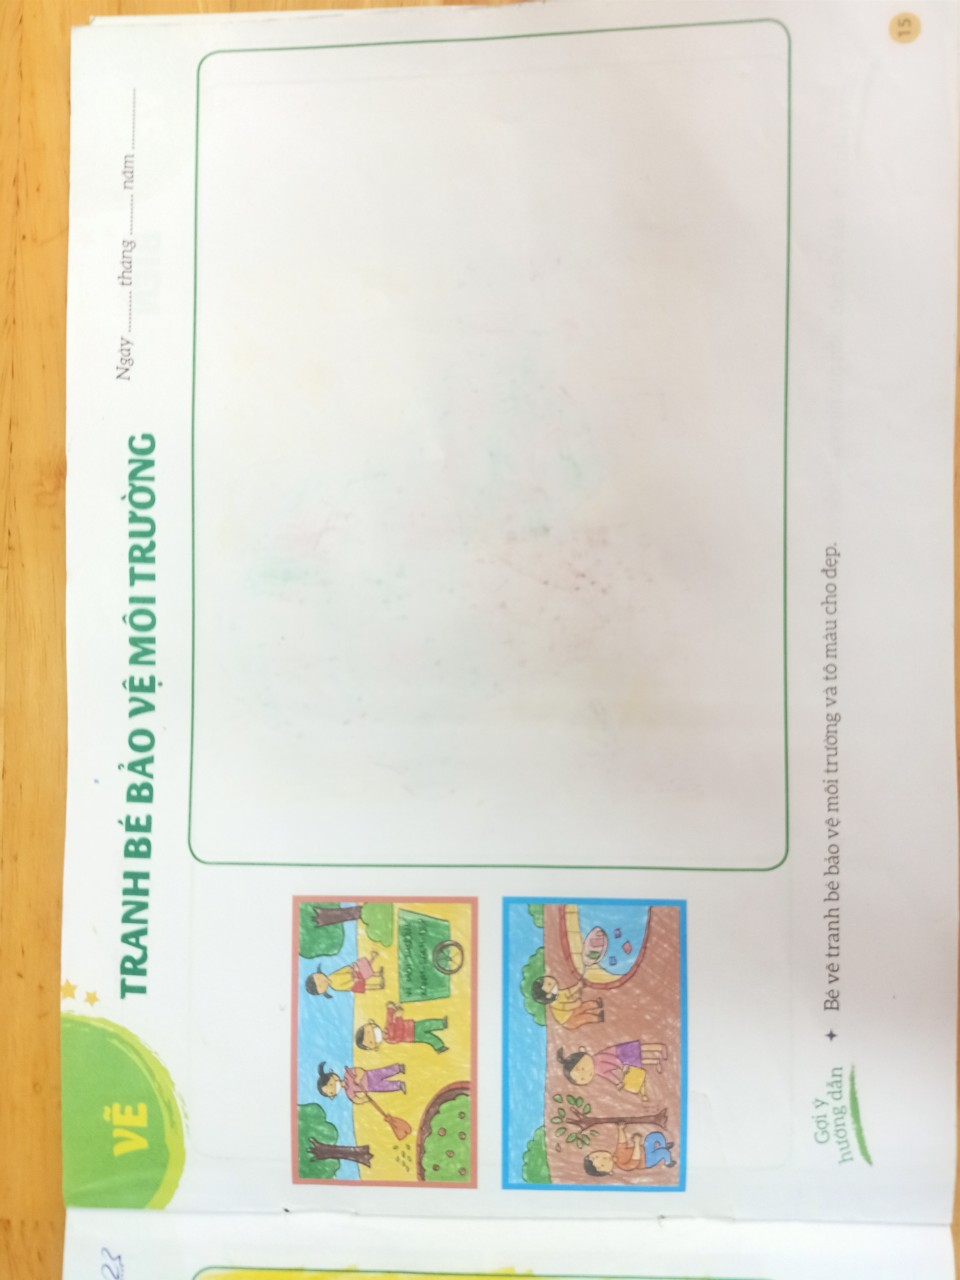 VẼ
TRANH BÉ BẢO VỆ MÔI TRƯỜNG
Ngày ......... tháng ......... năm ...............
Gợi ý
hướng dẫn
Bé vẽ tranh bé bảo vệ môi trường và tô màu cho đẹp.
15